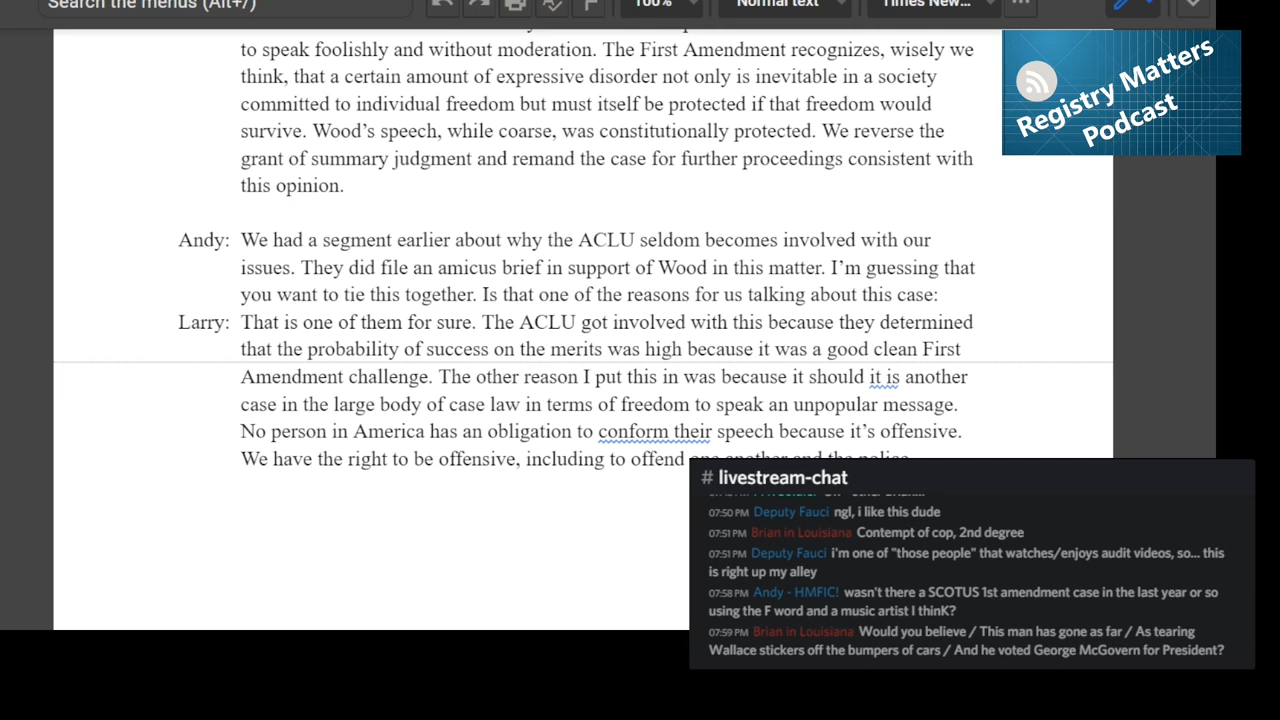 Search the menus (Alt+/)
100%
Normal text
Times New...
to speak foolishly and without moderation. The First Amendment recognizes, wisely we
think, that a certain amount of expressive disorder not only is inevitable in a society
committed to individual freedom but must itself be protected if that freedom would
survive. Wood’s speech, while coarse, was constitutionally protected. We reverse the
grant of summary judgment and remand the case for further proceedings consistent with
this opinion.
Registry Matters
Podcast
Andy: We had a segment earlier about why the ACLU seldom becomes involved with our
issues. They did file an amicus brief in support of Wood in this matter. I’m guessing that
you want to tie this together. Is that one of the reasons for us talking about this case:
Larry: That is one of them for sure. The ACLU got involved with this because they determined
that the probability of success on the merits was high because it was a good clean First
Amendment challenge. The other reason I put this in was because it should it is another
case in the large body of case law in terms of freedom to speak an unpopular message.
No person in America has an obligation to conform their speech because it’s offensive.
We have the right to be offensive, including to offend one another and the police.
# livestream-chat
07:50 PM Deputy Fauci ngl, i like this dude
07:51 PM Brian in Louisiana Contempt of cop, 2nd degree
07:51 PM Deputy Fauci i'm one of "those people" that watches/enjoys audit videos, so... this
is right up my alley
07:58 PM Andy - HMFIC! wasn't there a SCOTUS 1st amendment case in the last year or so
using the F word and a music artist I thinK?
07:59 PM Brian in Louisiana Would you believe / This man has gone as far / As tearing
Wallace stickers off the bumpers of cars / And he voted George McGovern for President?